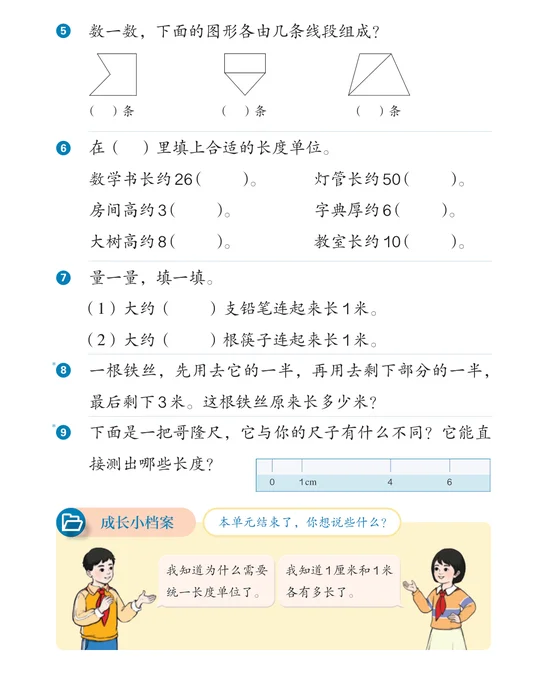 5 数一数，下面的图形各由几条线段组成？
（ ）条 （ ）条 （ ）条
6 在（ ）里填上合适的长度单位。
数学书长约26（ ）。 灯管长约50（ ）。
房间高约3（ ）。 字典厚约6（ ）。
大树高约8（ ）。 教室长约10（ ）。
7 量一量，填一填。
（1）大约（ ）支铅笔连起来长1米。
（2）大约（ ）根筷子连起来长1米。
*8 一根铁丝，先用去它的一半，再用去剩下部分的一半，
最后剩下3米。这根铁丝原来长多少米？
*9 下面是一把哥隆尺，它与你的尺子有什么不同？它能直
接测出哪些长度？
0 1cm 4 6
成长小档案 本单元结束了，你想说些什么？
我知道为什么需要
统一长度单位了。
我知道1厘米和1米
各有多长了。